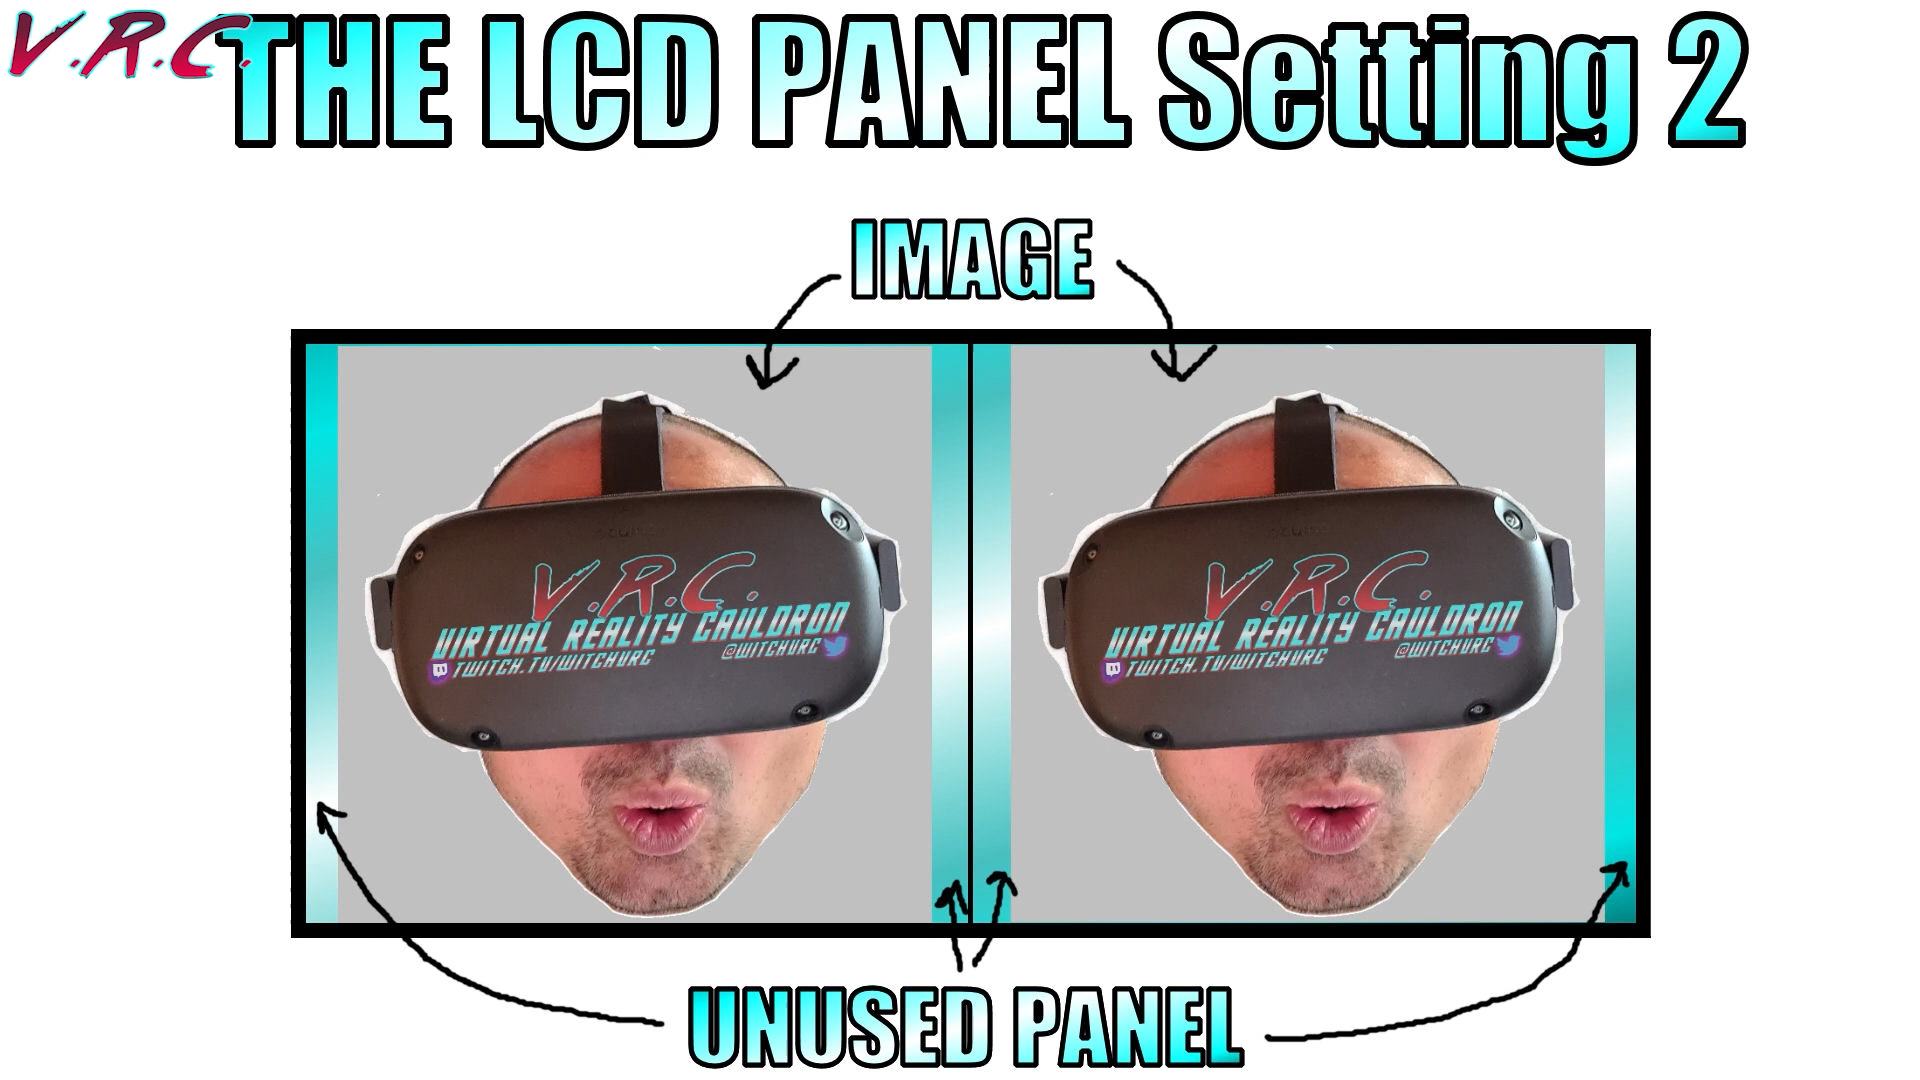 V.R.C.
THE LCD PANEL Setting 2
IMAGE
V.R.C.
VIRTUAL REALITY CAULDRON
TWITCH.TV/WITCHVRC
@WITCHVRC
V.R.C.
VIRTUAL REALITY CAULDRON
TWITCH.TV/WITCHVRC
@WITCHVRC
UNUSED PANEL